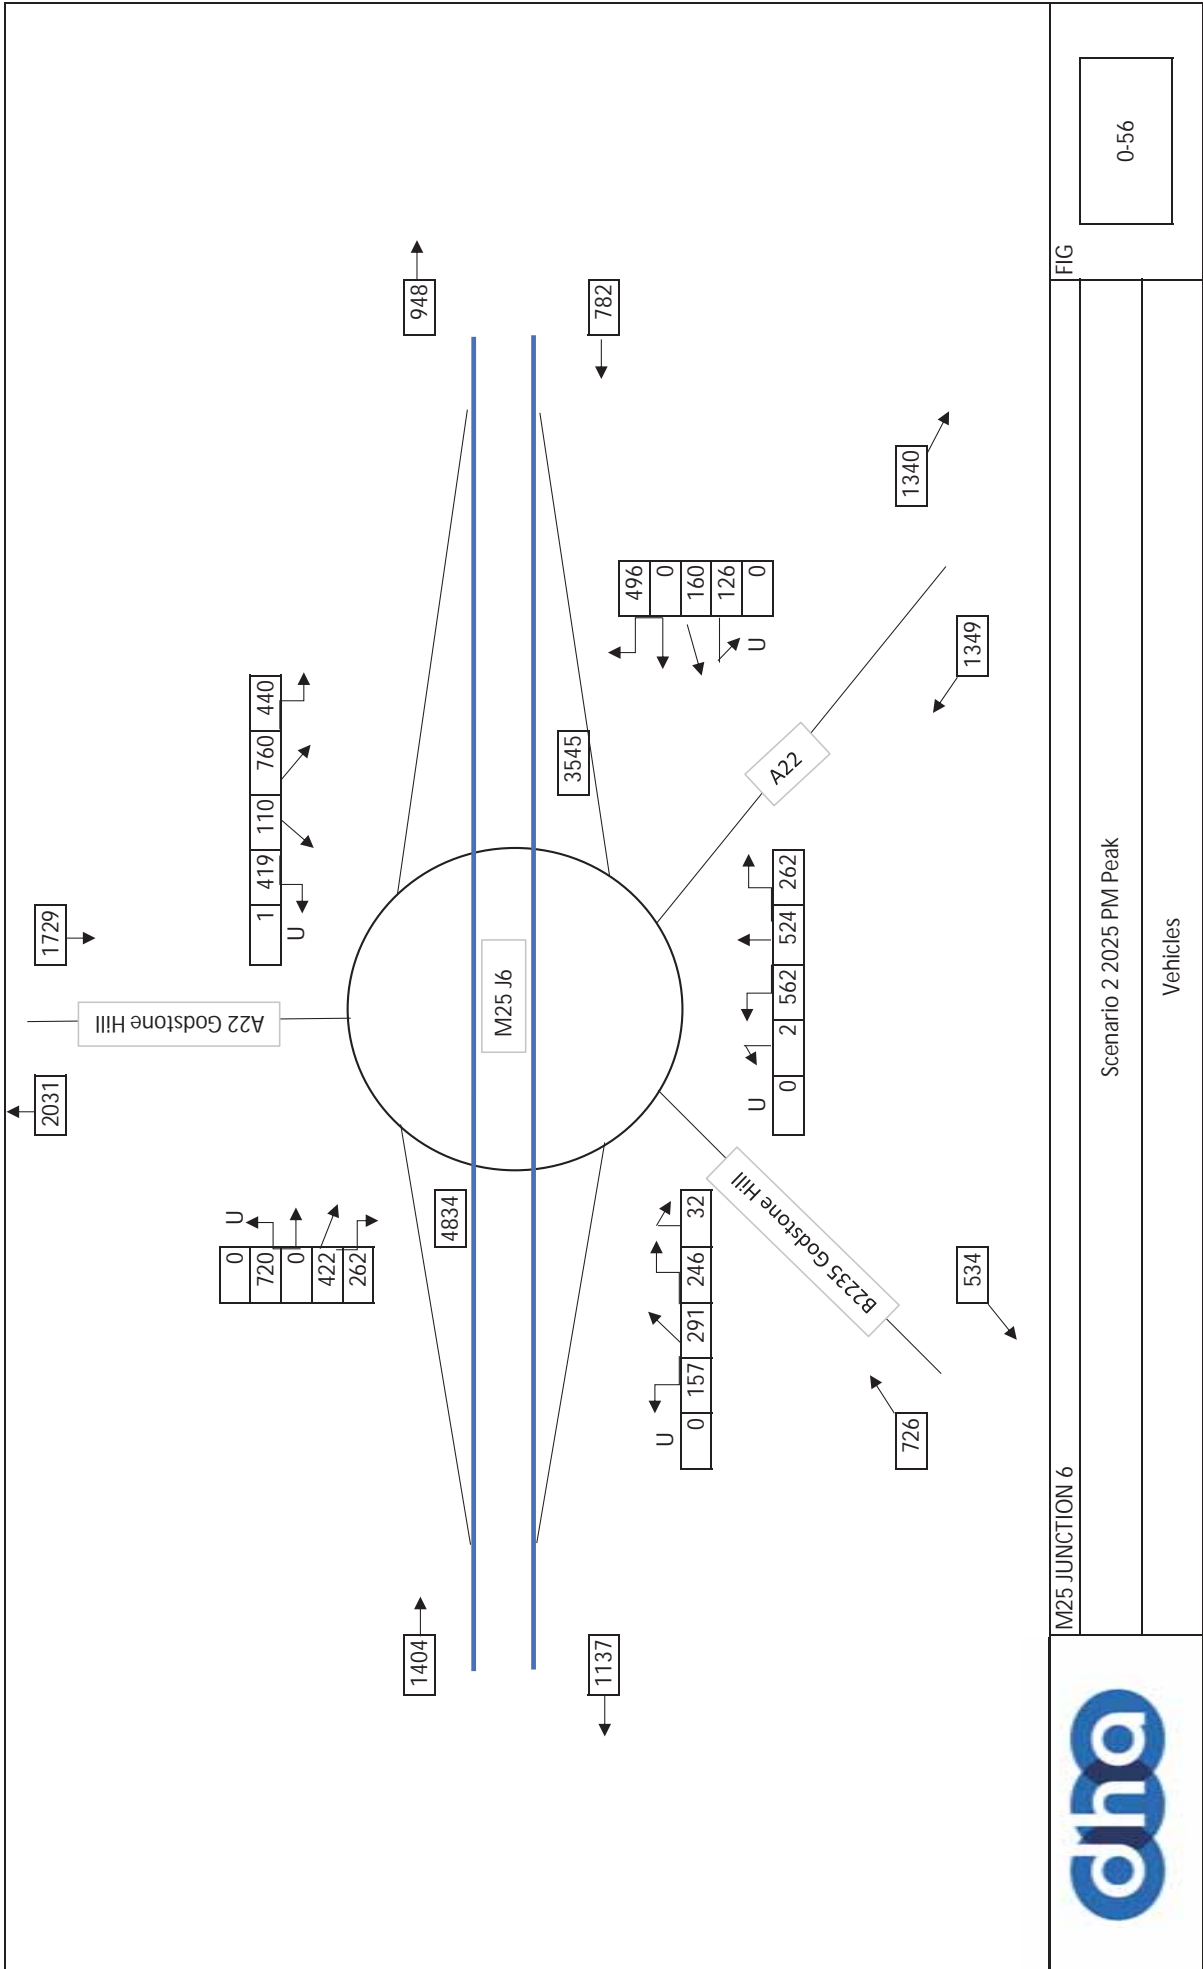 2031
1729
A22 Godstone Hill
1 419 110 760 440
U
0
720
0
422
262
U
1404
948
4834
M25 J6
3545
1137
782
496
0
160
126
0
U
U
0 157 291 246 32
U
0 2 562 524 262
B2235 Godstone Hill
A22
726
534
1349
1340
dha
M25 JUNCTION 6
Scenario 2 2025 PM Peak
Vehicles
FIG
0-56